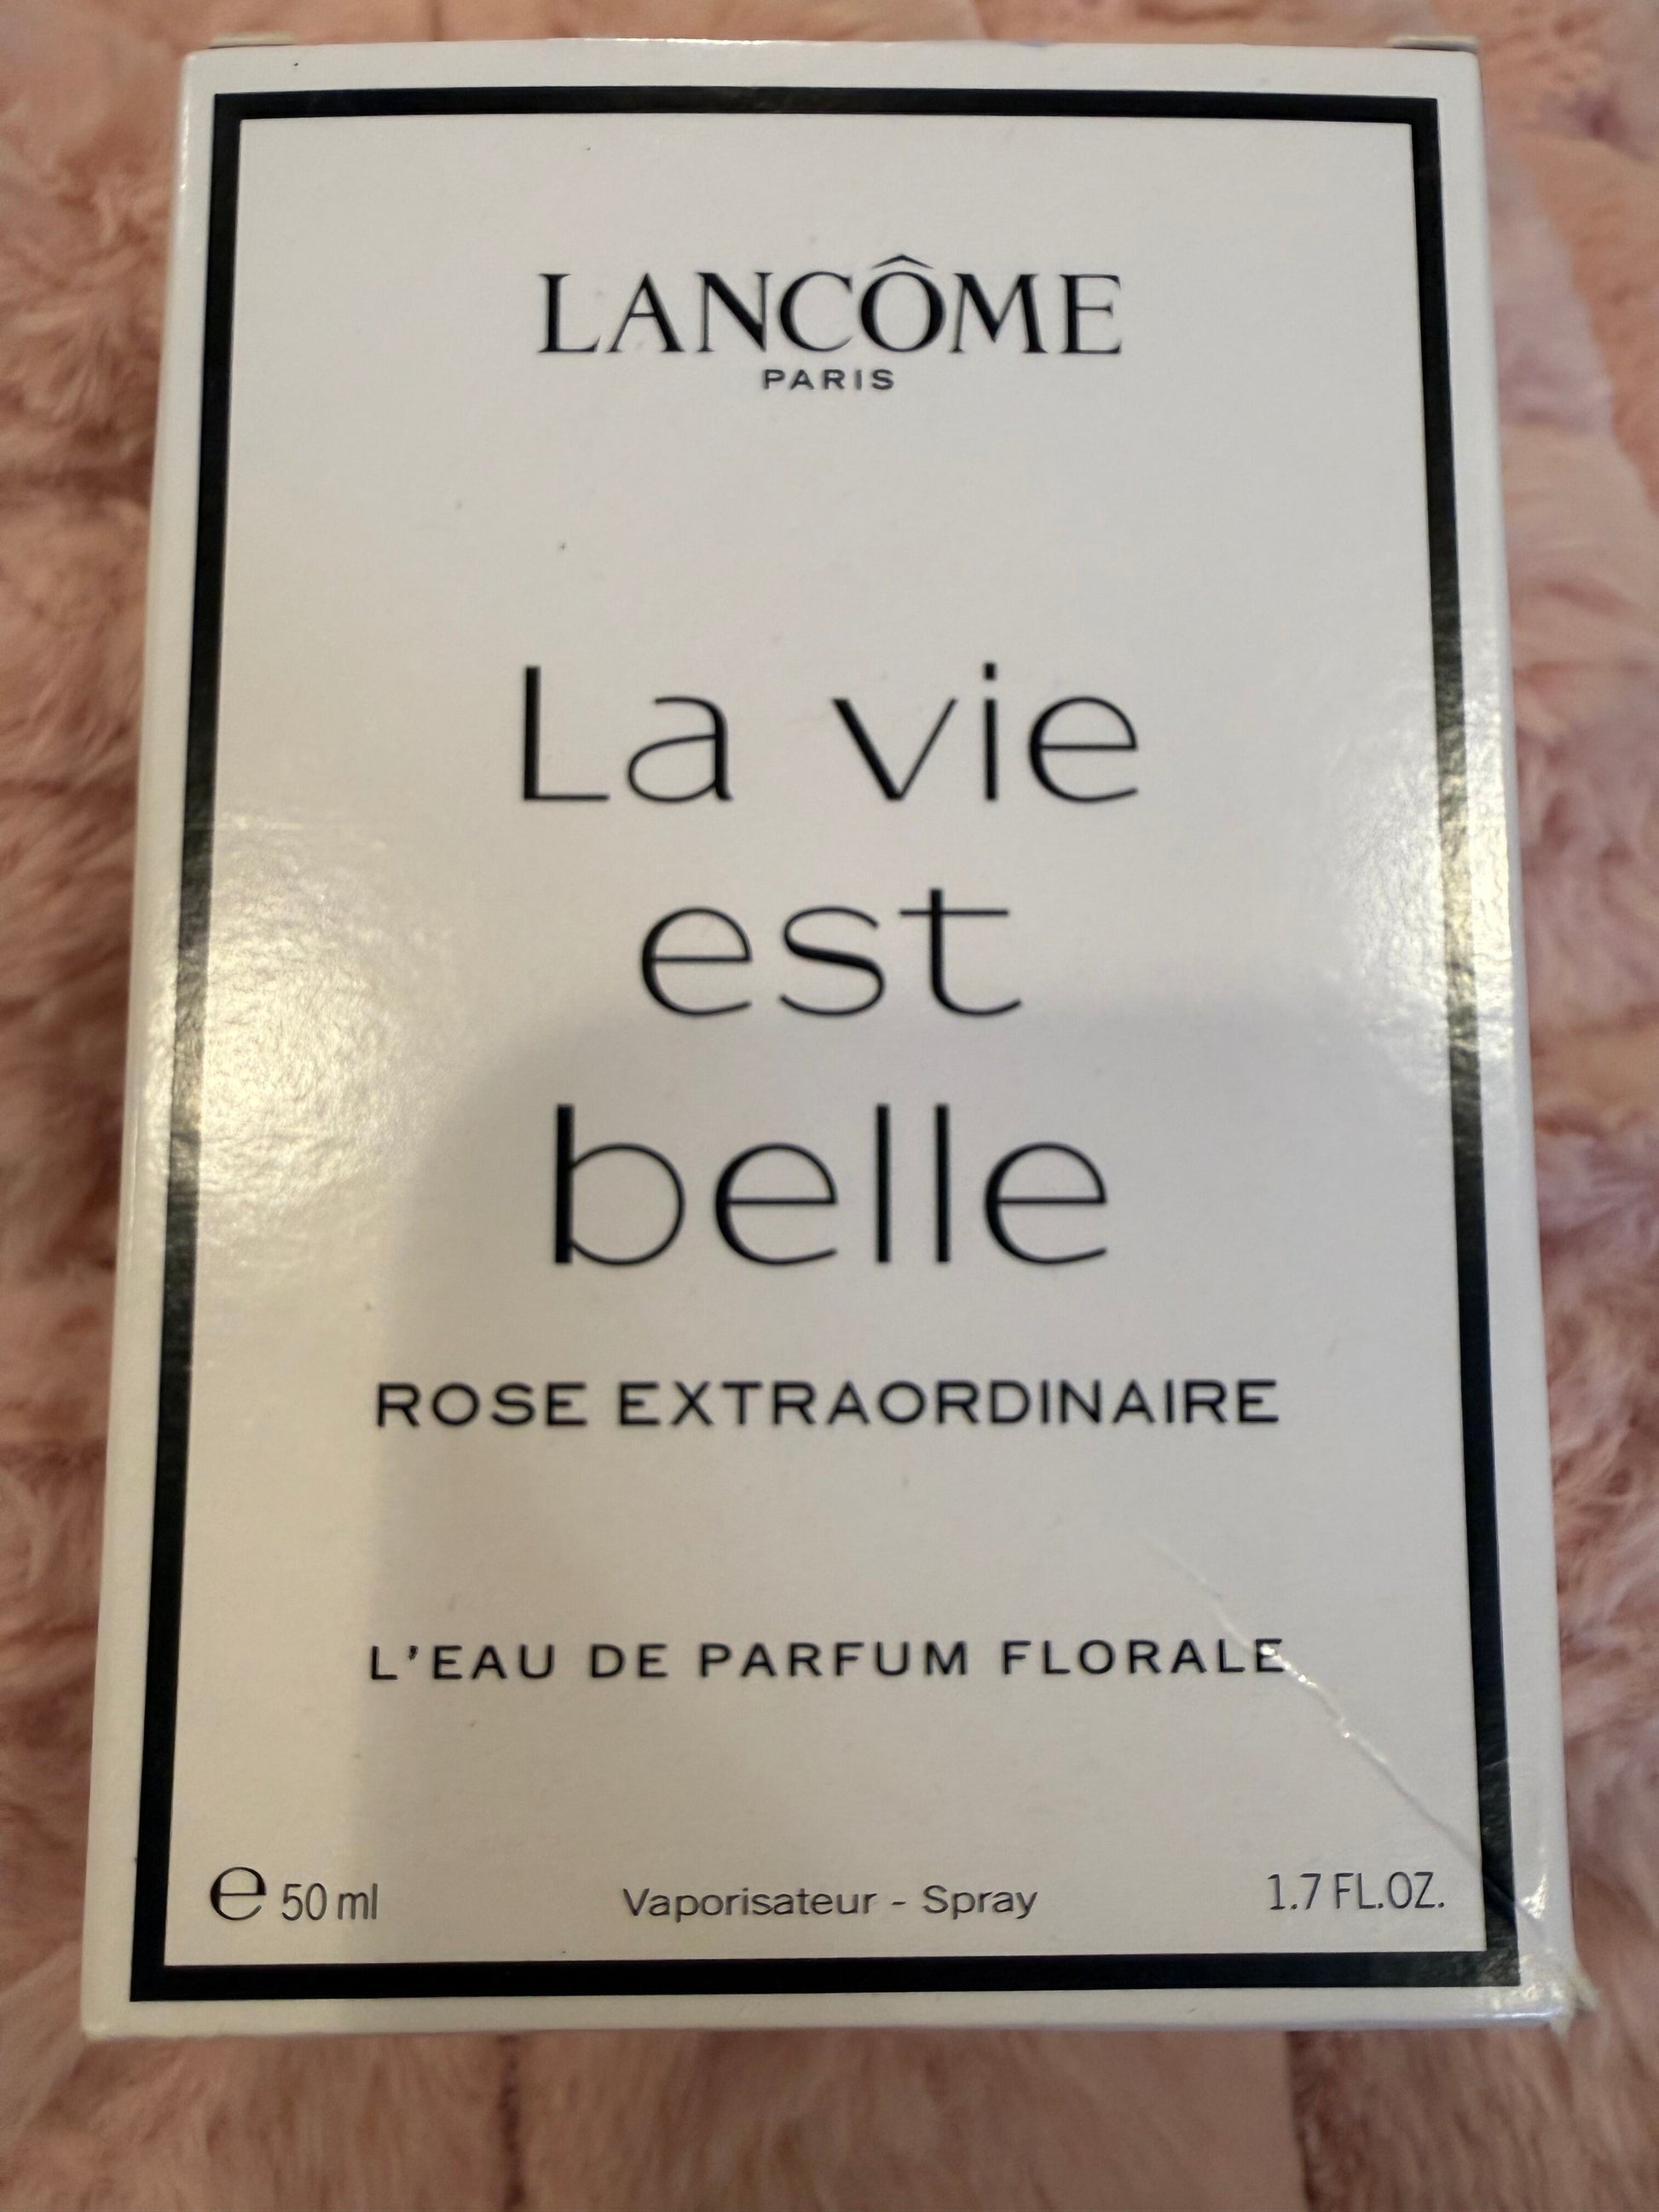 LANCÔME
PARIS
La vie
est
belle
ROSE EXTRAORDINAIRE
L'EAU DE PARFUM FLORALE
℮ 50 ml Vaporisateur - Spray 1.7 FL.OZ.